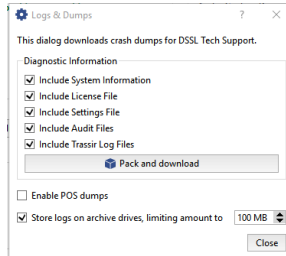 Logs & Dumps
This dialog downloads crash dumps for DSSL Tech Support.
Diagnostic Information
Include System Information
Include License File
Include Settings File
Include Audit Files
Include Trassir Log Files
Pack and download
Enable POS dumps
Store logs on archive drives, limiting amount to 100 MB
Close